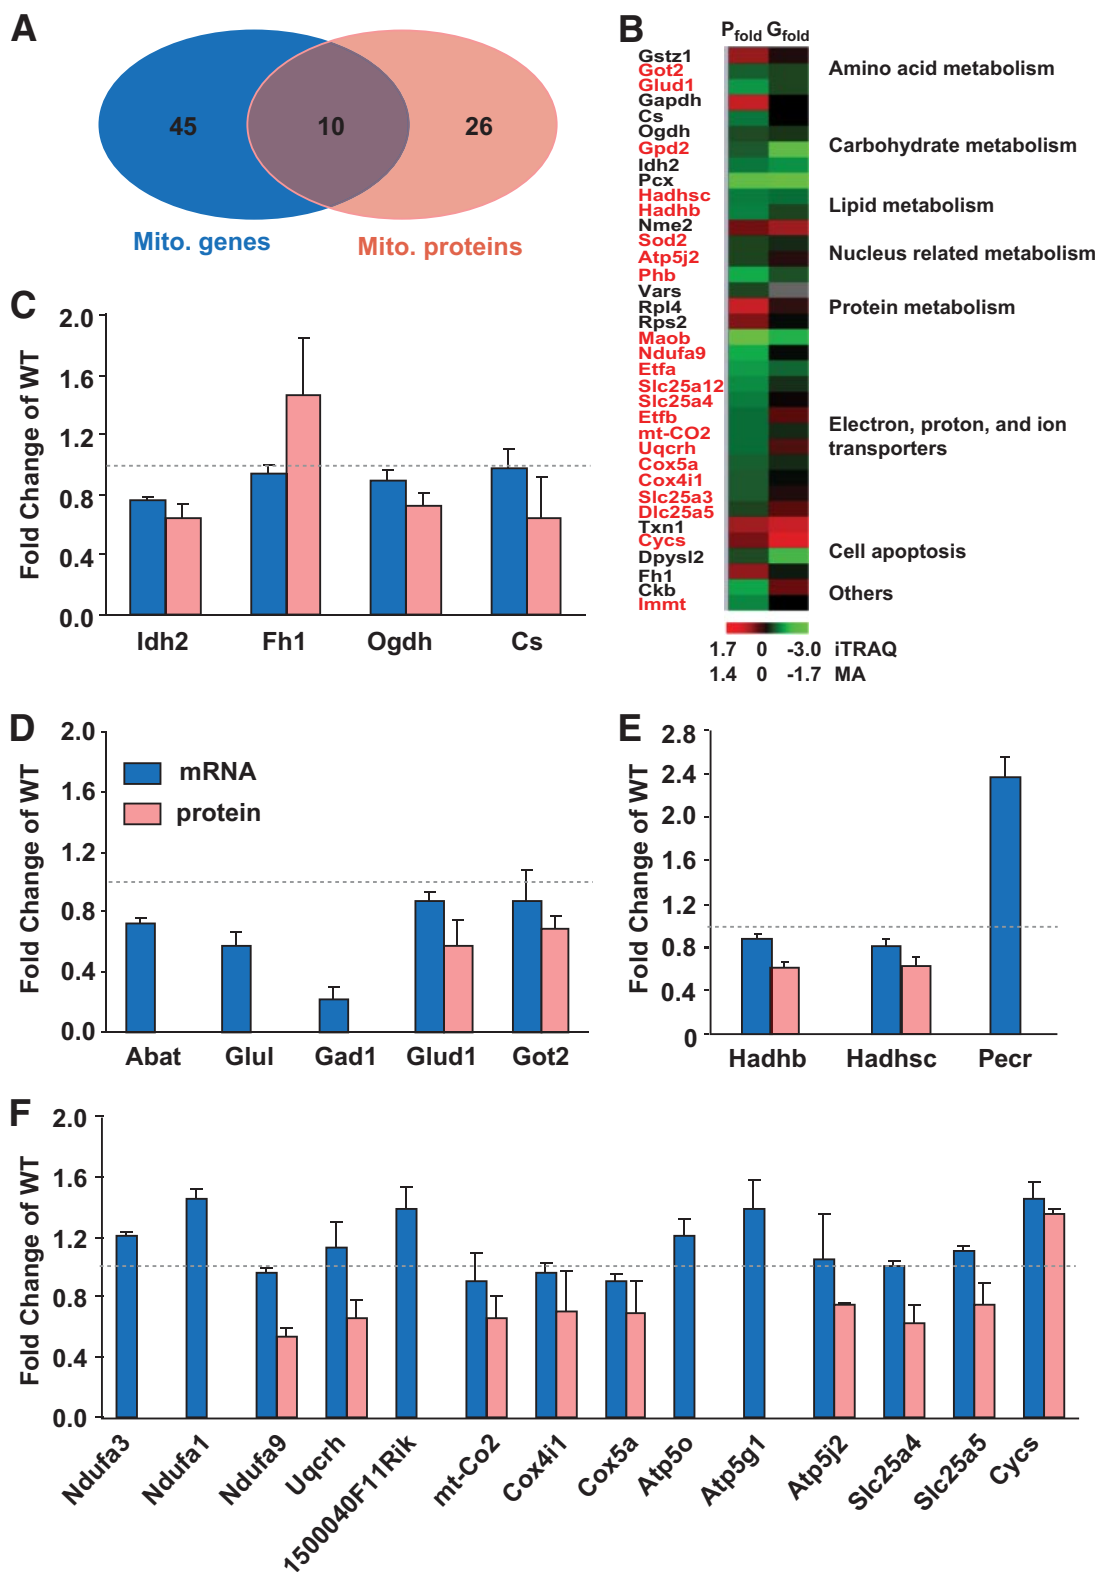 A
45
10
26
Mito. genes
Mito. proteins
B
Pfold Gfold
Gstz1
Got2
Glud1
Gapdh
Cs
Ogdh
Gpd2
Idh2
Pcx
Hadhsc
Hadhb
Nme2
Sod2
Atp5j2
Phb
Vars
Rpl4
Rps2
Maob
Ndufa9
Etfa
Slc25a12
Slc25a4
Etfb
mt-CO2
Uqcrh
Cox5a
Cox4i1
Slc25a3
Dlc25a5
Txn1
Cycs
Dpysl2
Fh1
Ckb
Immt
Amino acid metabolism
Carbohydrate metabolism
Lipid metabolism
Nucleus related metabolism
Protein metabolism
Electron, proton, and ion
transporters
Cell apoptosis
Others
1.7 0 -3.0 iTRAQ
1.4 0 -1.7 MA
C
Fold Change of WT
2.0
1.6
1.2
0.8
0.4
0.0
Idh2 Fh1 Ogdh Cs
D
Fold Change of WT
2.0
1.6
1.2
0.8
0.4
0.0
mRNA
protein
Abat Glul Gad1 Glud1 Got2
E
Fold Change of WT
2.8
2.4
2.0
1.6
1.2
0.8
0.4
0
Hadhb Hadhsc Pecr
F
Fold Change of WT
2.0
1.6
1.2
0.8
0.4
0.0
Ndufa3
Ndufa1
Ndufa9
Uqcrh
1500040F11Rik
mt-Co2
Cox4i1
Cox5a
Atp5o
Atp5g1
Atp5j2
Slc25a4
Slc25a5
Cycs